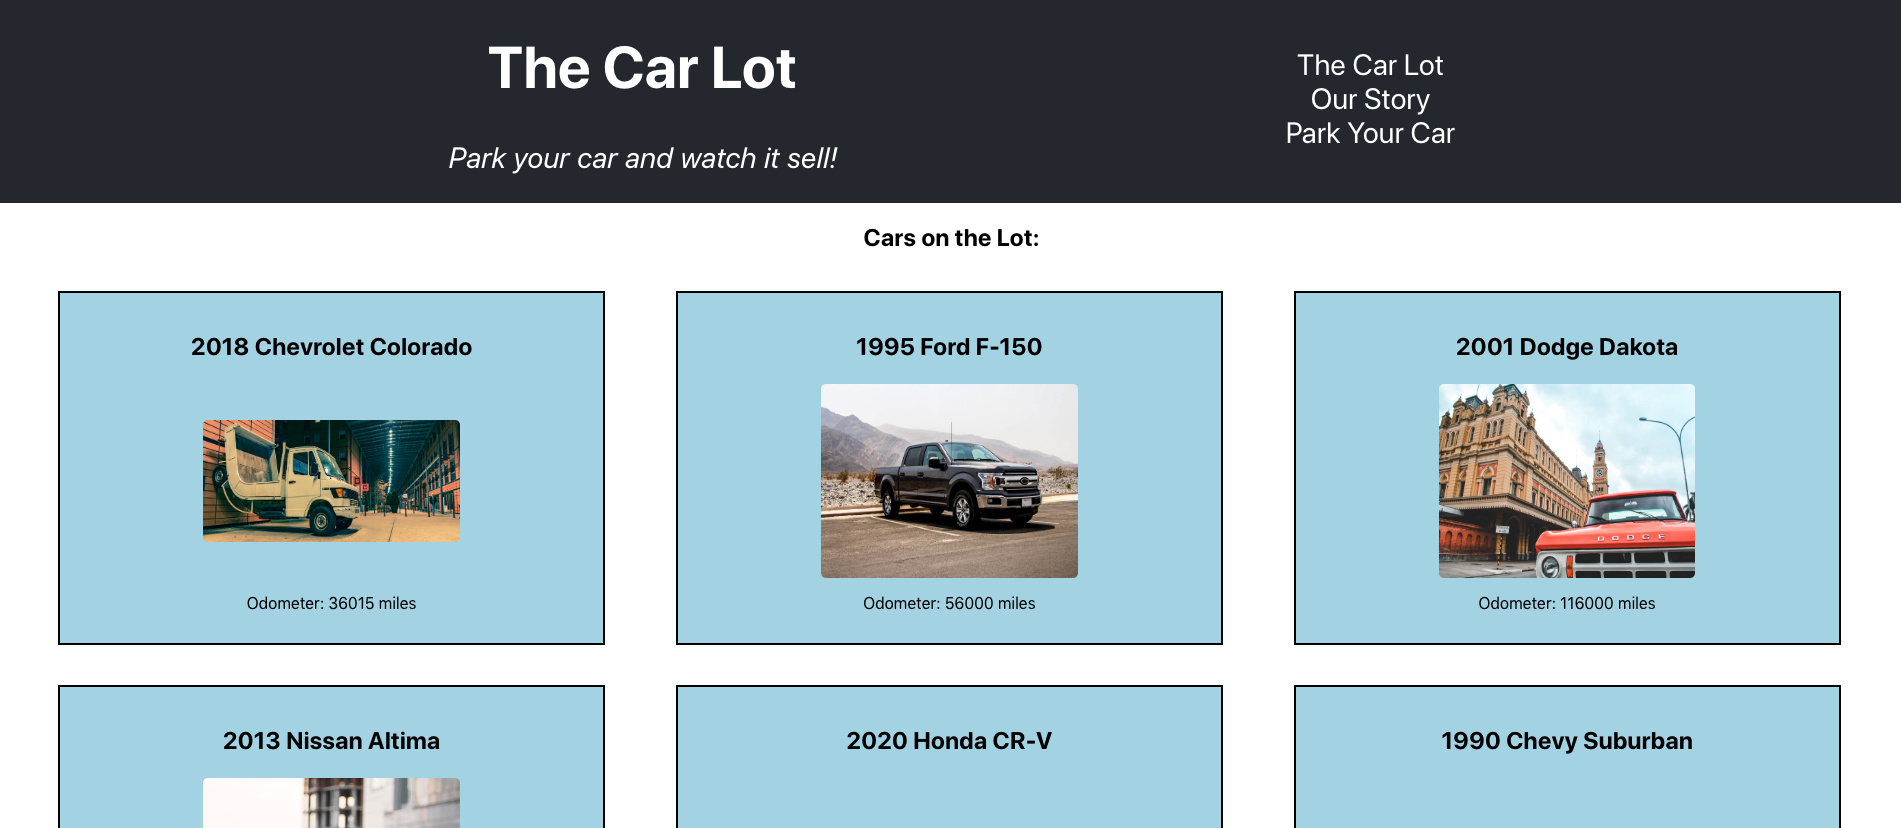 The Car Lot
Park your car and watch it sell!
The Car Lot
Our Story
Park Your Car
Cars on the Lot:
2018 Chevrolet Colorado
1995 Ford F-150
2001 Dodge Dakota
DODGE
Odometer: 36015 miles
Odometer: 56000 miles
Odometer: 116000 miles
2013 Nissan Altima
2020 Honda CR-V
1990 Chevy Suburban